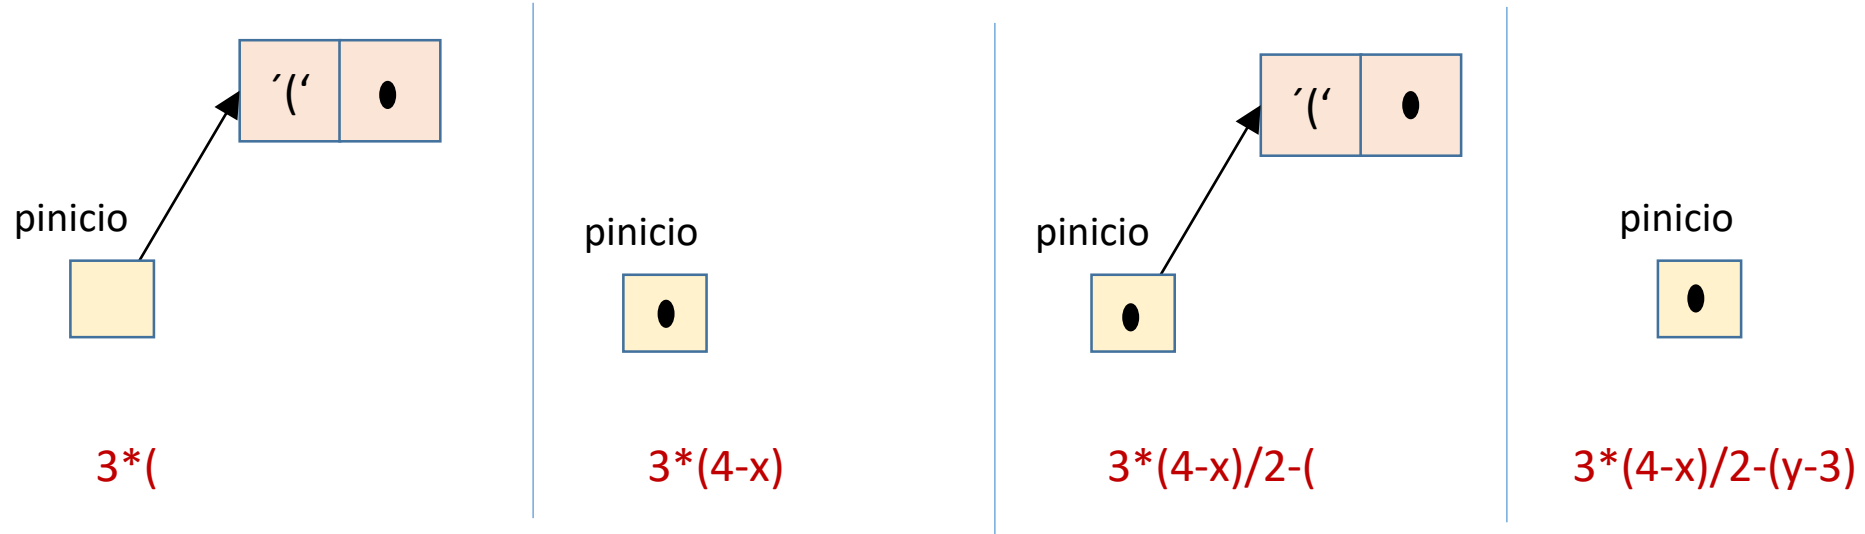 ´(‘
pinicio
3*(
pinicio
3*(4-x)
´(‘
pinicio
3*(4-x)/2-(
pinicio
3*(4-x)/2-(y-3)